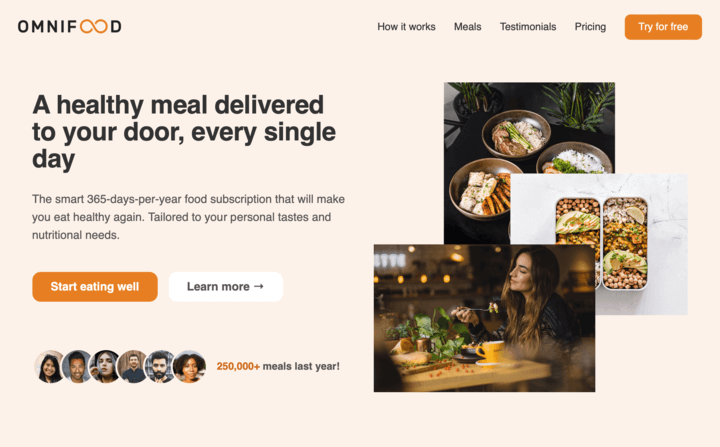 OMNIFOOD
How it works Meals Testimonials Pricing Try for free
A healthy meal delivered
to your door, every single
day
The smart 365-days-per-year food subscription that will make
you eat healthy again. Tailored to your personal tastes and
nutritional needs.
Start eating well Learn more →
250,000+ meals last year!